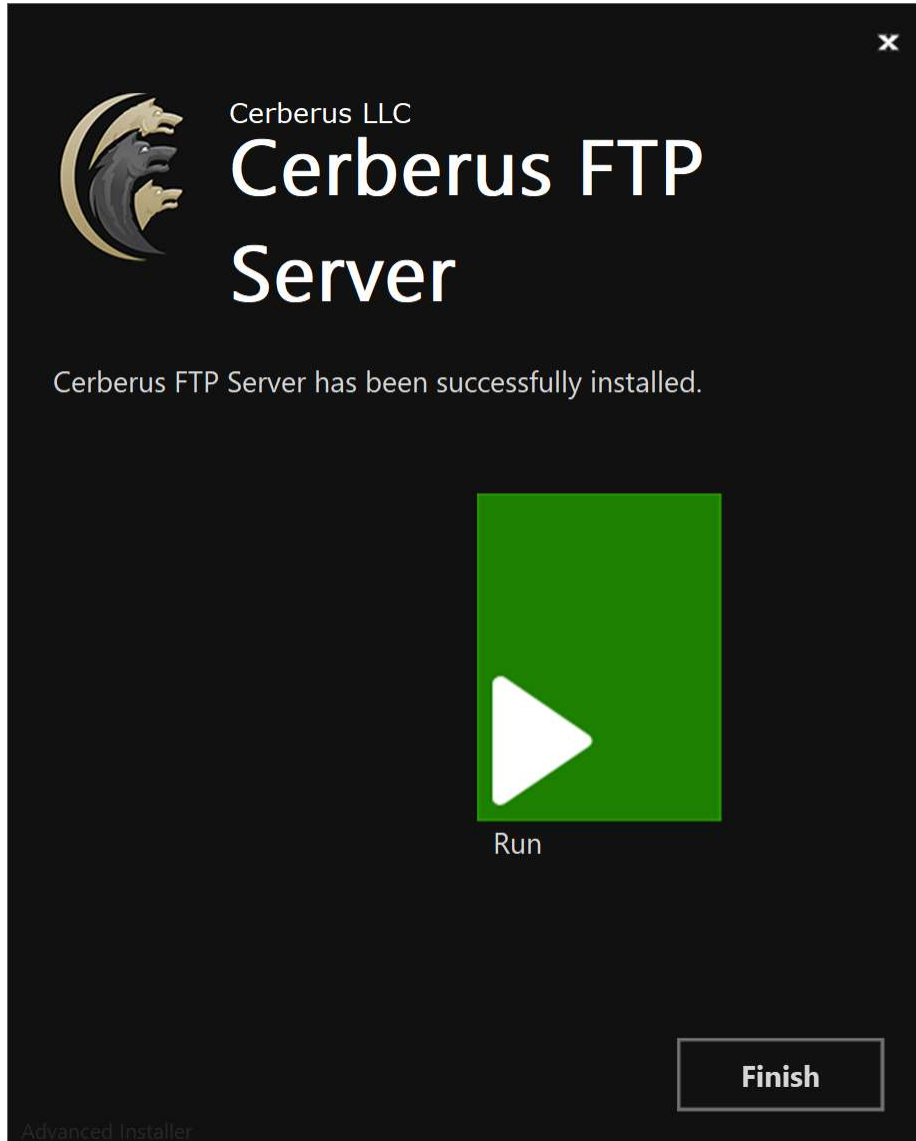 Cerberus LLC
Cerberus FTP
Server
Cerberus FTP Server has been successfully installed.
Run
Finish
Advanced Installer